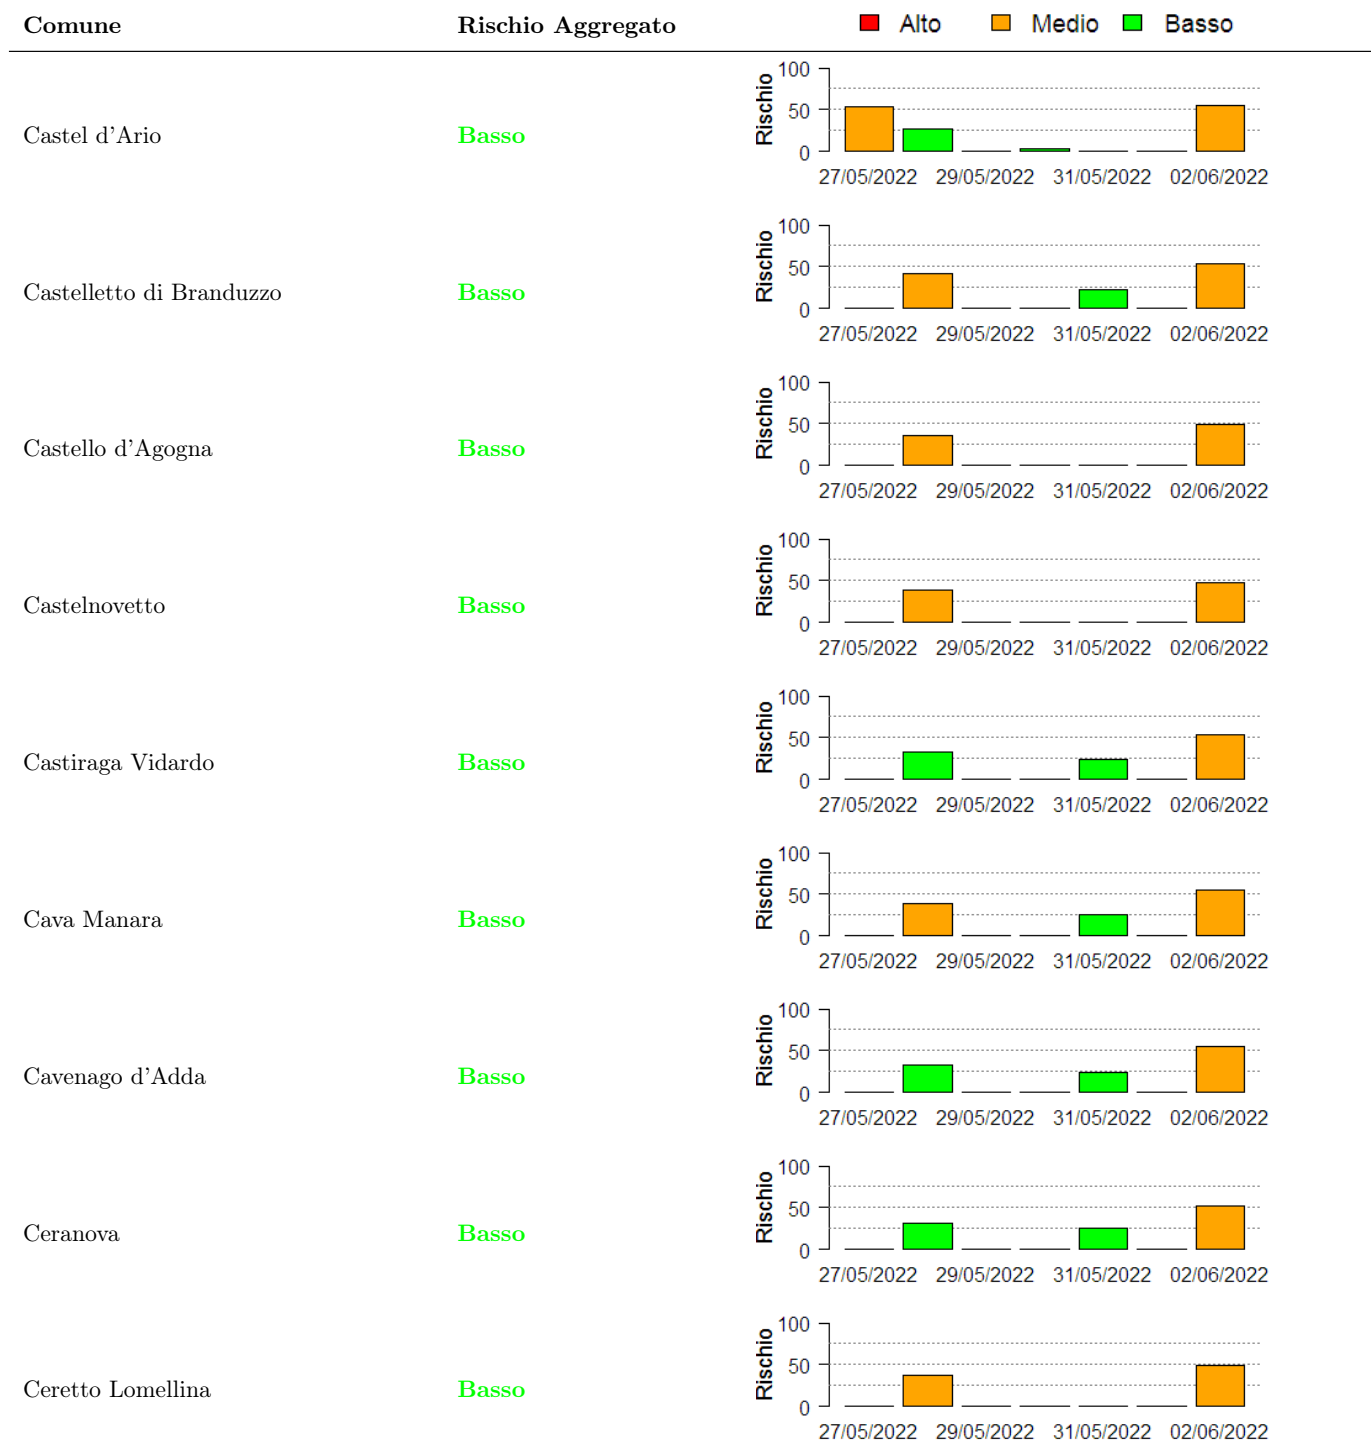 Comune Rischio Aggregato Alto Medio Basso
100
50
0
Rischio
Castel d'Ario Basso
27/05/2022 29/05/2022 31/05/2022 02/06/2022
100
50
0
Rischio
Castelletto di Branduzzo Basso
27/05/2022 29/05/2022 31/05/2022 02/06/2022
100
50
0
Rischio
Castello d'Agogna Basso
27/05/2022 29/05/2022 31/05/2022 02/06/2022
100
50
0
Rischio
Castelnovetto Basso
27/05/2022 29/05/2022 31/05/2022 02/06/2022
100
50
0
Rischio
Castiraga Vidardo Basso
27/05/2022 29/05/2022 31/05/2022 02/06/2022
100
50
0
Rischio
Cava Manara Basso
27/05/2022 29/05/2022 31/05/2022 02/06/2022
100
50
0
Rischio
Cavenago d'Adda Basso
27/05/2022 29/05/2022 31/05/2022 02/06/2022
100
50
0
Rischio
Ceranova Basso
27/05/2022 29/05/2022 31/05/2022 02/06/2022
100
50
0
Rischio
Ceretto Lomellina Basso
27/05/2022 29/05/2022 31/05/2022 02/06/2022